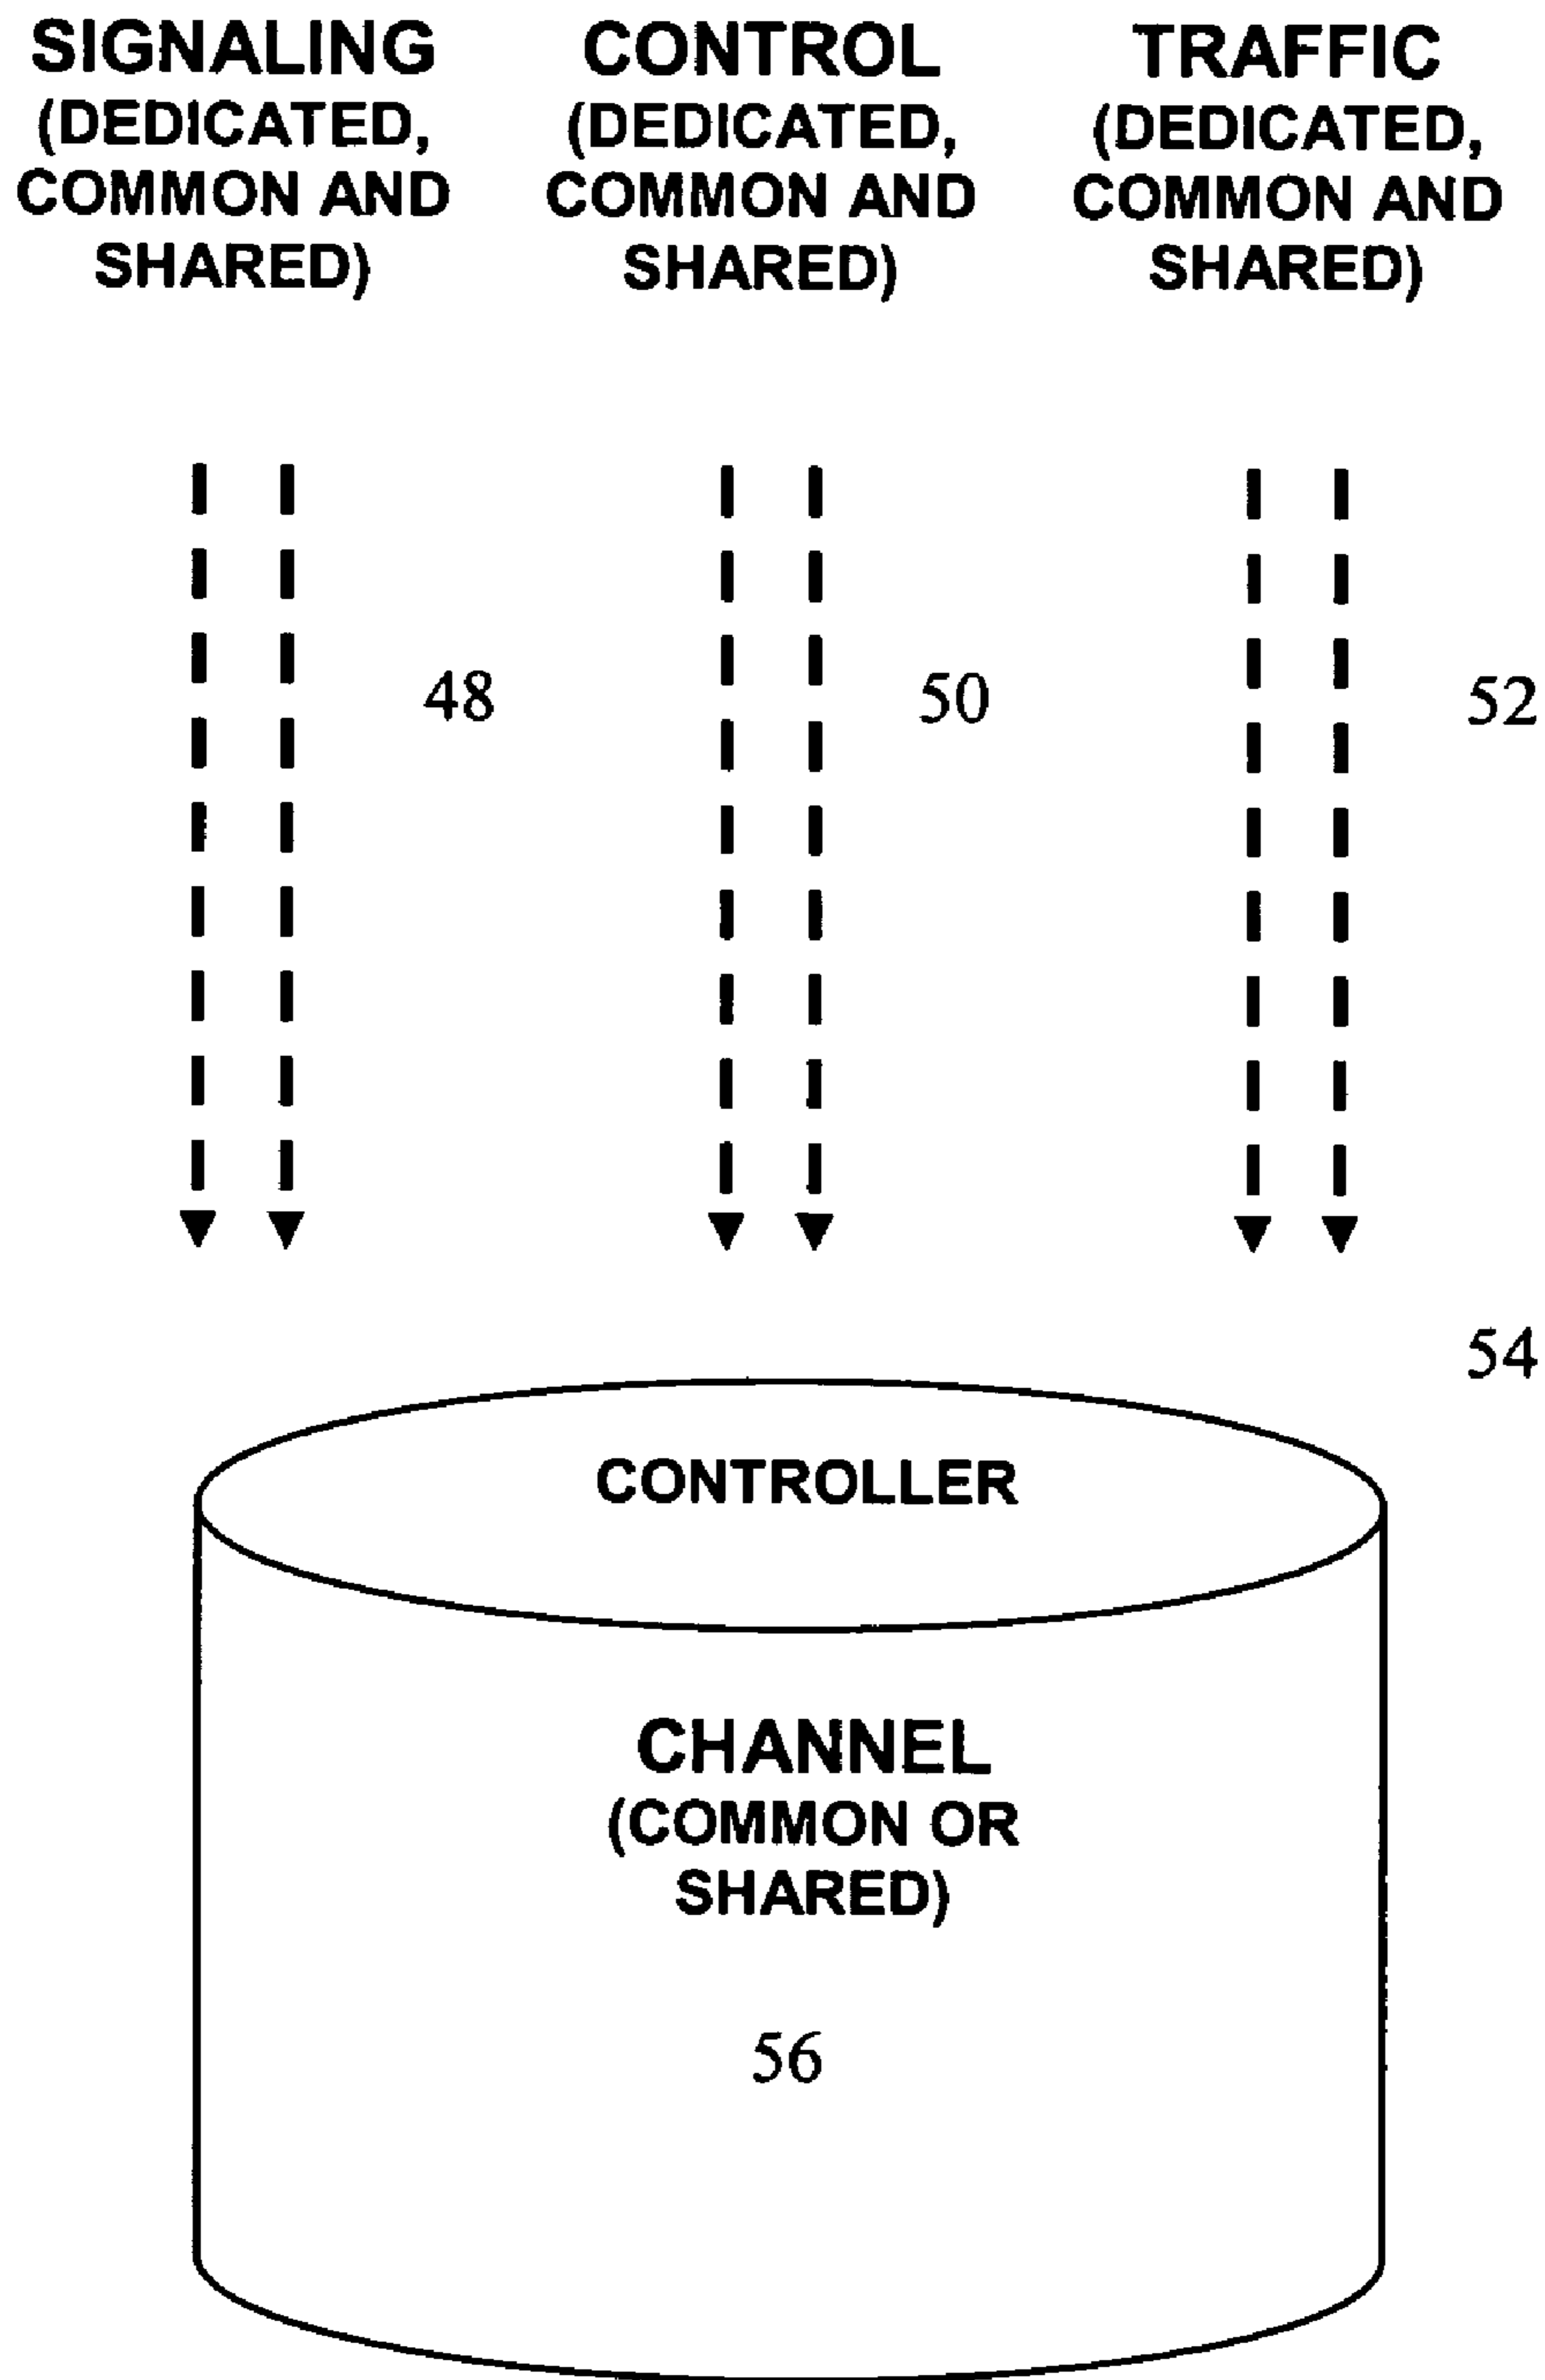 SIGNALING
(DEDICATED,
COMMON AND
SHARED)
CONTROL
(DEDICATED,
COMMON AND
SHARED)
TRAFFIC
(DEDICATED,
COMMON AND
SHARED)
48
50
52
54
CONTROLLER
CHANNEL
(COMMON OR
SHARED)
56